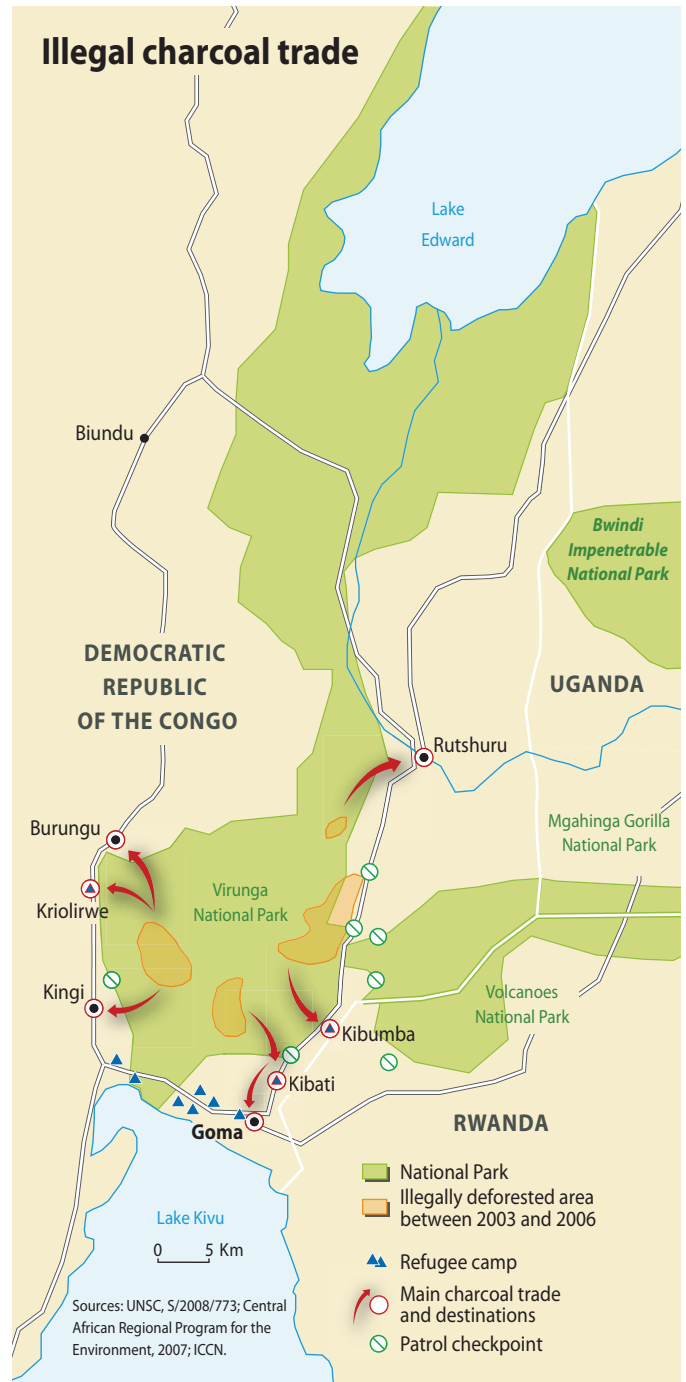 Illegal charcoal trade
Lake
Edward
Biundu
Bwindi
Impenetrable
National Park
DEMOCRATIC
REPUBLIC
OF THE CONGO
UGANDA
Rutshuru
Burungu
Mgahinga Gorilla
National Park
Virunga
National Park
Kriolirwe
Kingi
Volcanoes
National Park
Kibumba
Kibati
Goma
RWANDA
National Park
Illegally deforested area
between 2003 and 2006
Lake Kivu
0 5 Km
Refugee camp
Main charcoal trade
and destinations
Patrol checkpoint
Sources: UNSC, S/2008/773; Central
African Regional Program for the
Environment, 2007; ICCN.